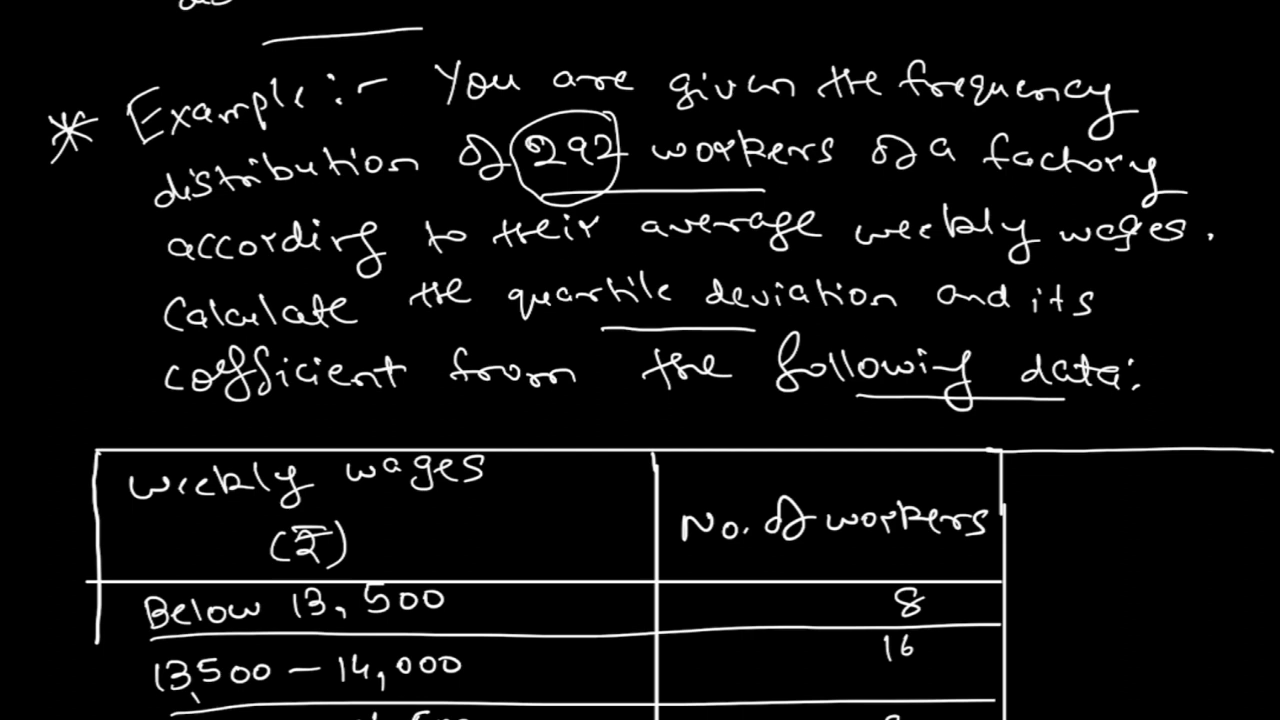 * Example :- You are given the frequency
distribution of 292 workers of a factory
according to their average weekly wages.
Calculate the quartile deviation and its
coefficient from the following data:
Weekly wages
(₹)
No. of workers
Below 13,500 8
13,500 - 14,000 16